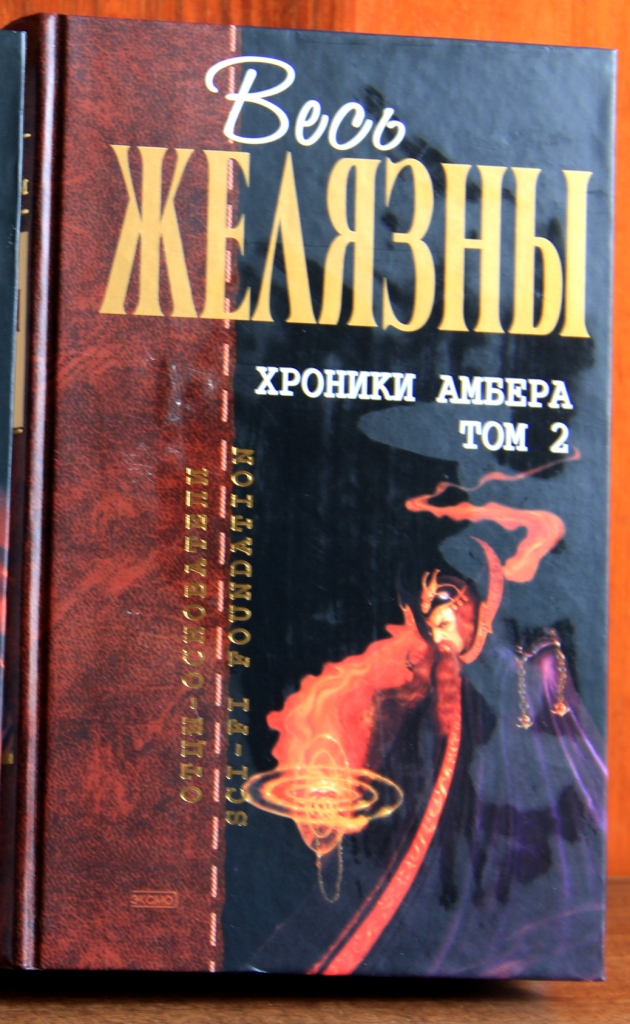 Весь
ЖЕЛЯЗНЫ
ХРОНИКИ АМБЕРА
ТОМ 2
ОТЦЫ-ОСНОВАТЕЛИ
SCI-FI FOUNDATION
ЭКСМО